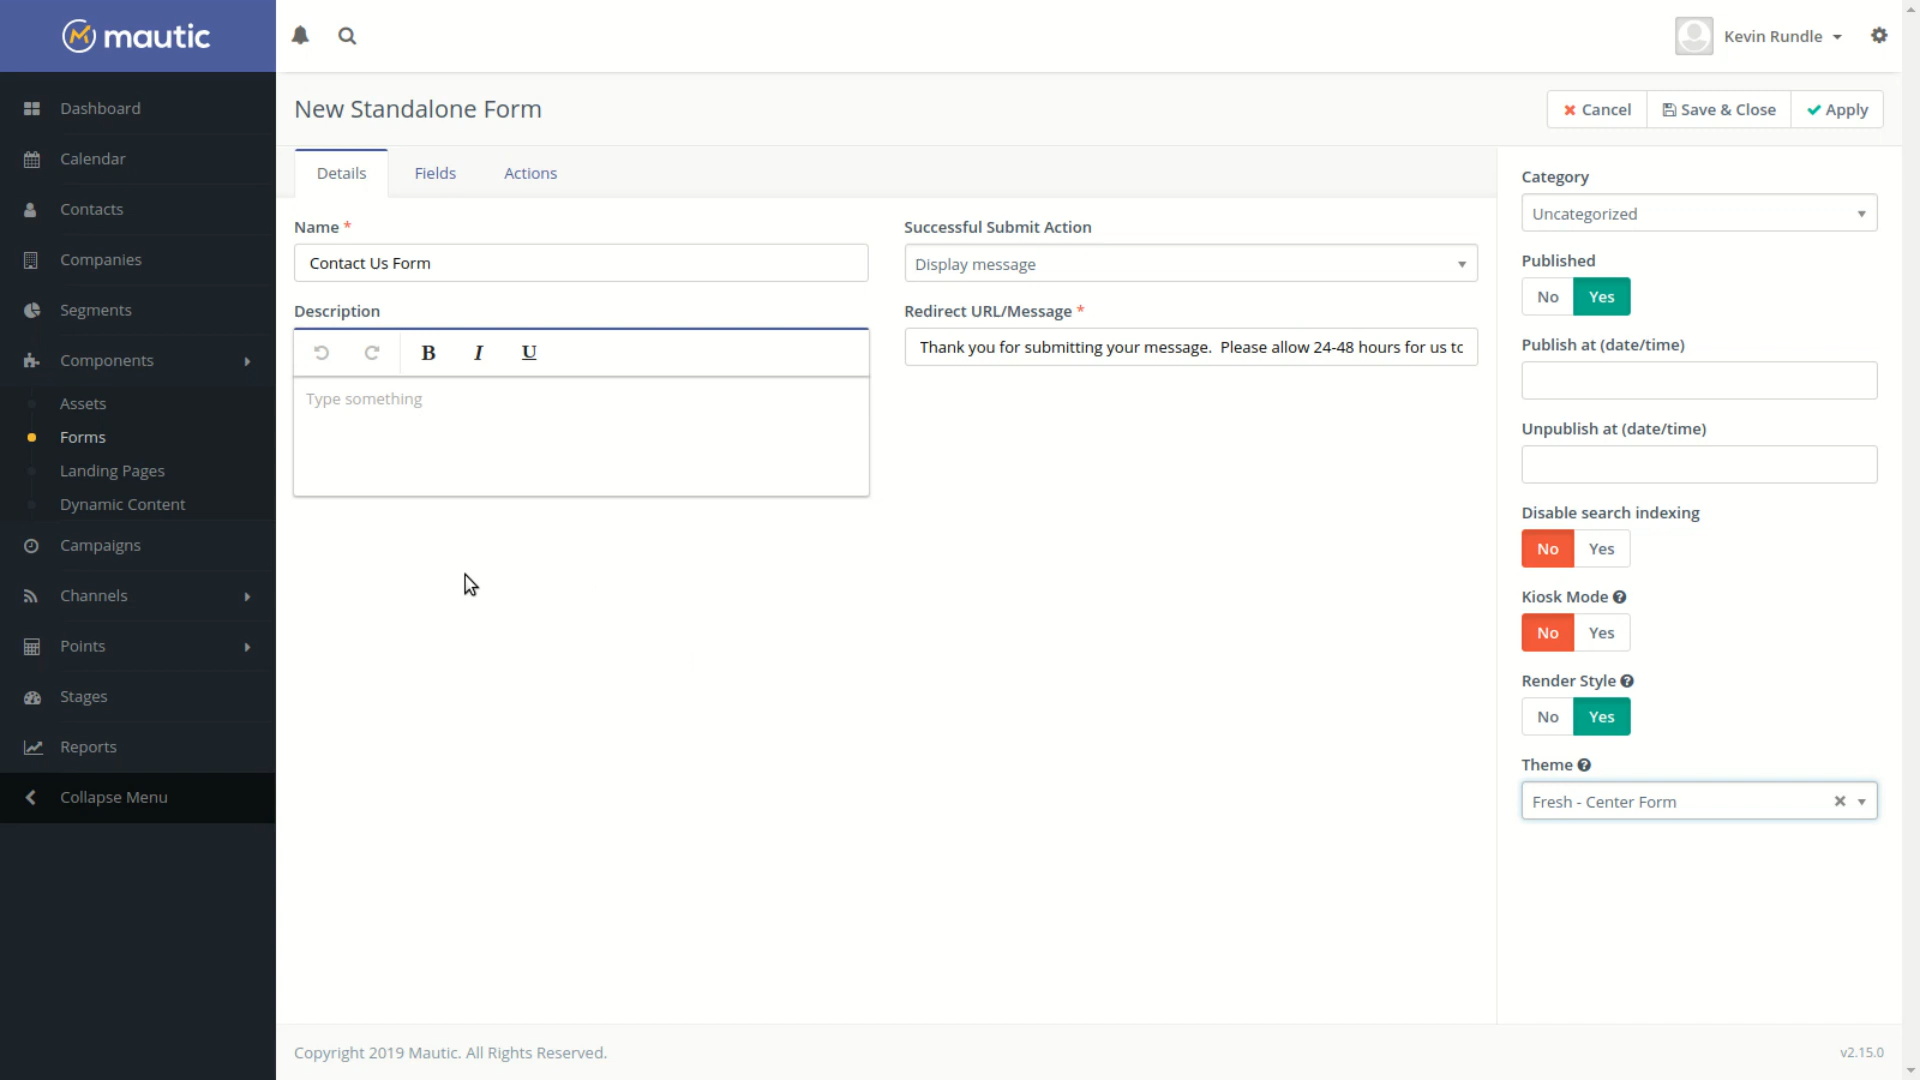 mautic
Kevin Rundle
Dashboard
Calendar
Contacts
Companies
Segments
Components
Assets
Forms
Landing Pages
Dynamic Content
Campaigns
Channels
Points
Stages
Reports
Collapse Menu
New Standalone Form
Cancel
Save & Close
Apply
Details
Fields
Actions
Name *
Contact Us Form
Description
B I U
Type something
Successful Submit Action
Display message
Redirect URL/Message *
Thank you for submitting your message.  Please allow 24-48 hours for us to
Category
Uncategorized
Published
No Yes
Publish at (date/time)
Unpublish at (date/time)
Disable search indexing
No Yes
Kiosk Mode
No Yes
Render Style
No Yes
Theme
Fresh - Center Form
Copyright 2019 Mautic. All Rights Reserved.
v2.15.0